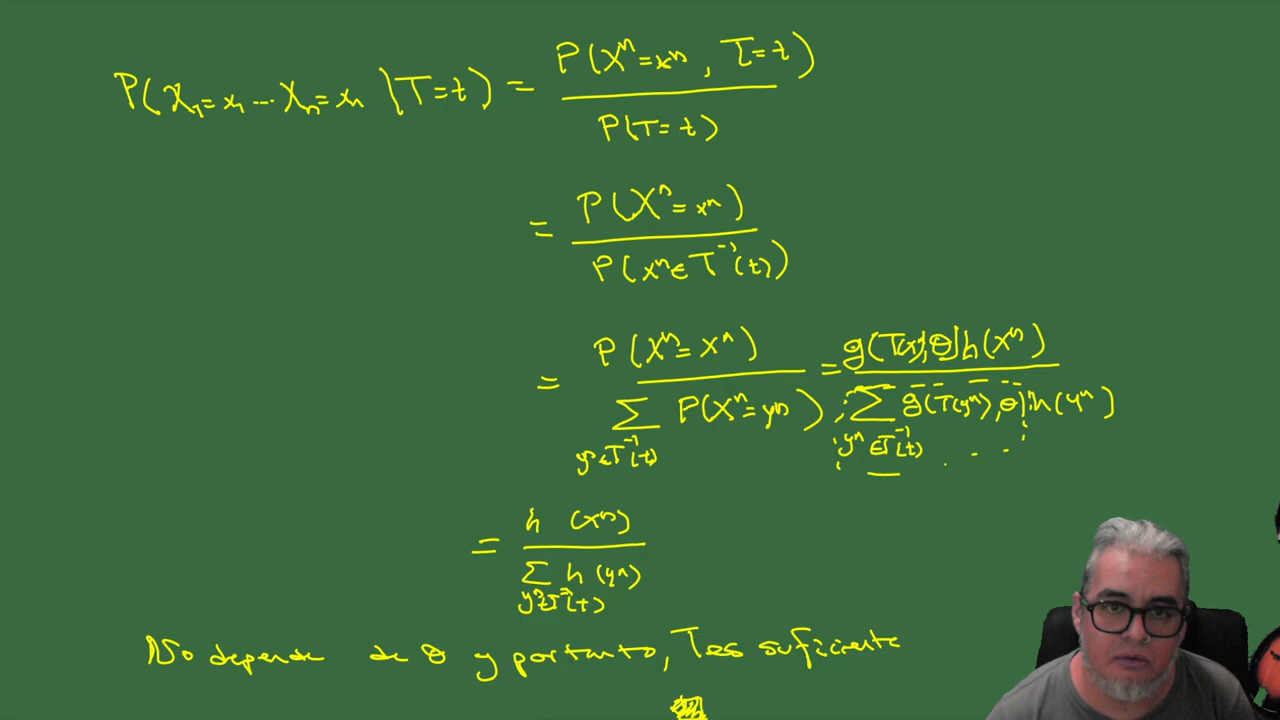 P(X₁=x₁ ... Xₙ=xₙ | T=t) = P(Xⁿ=xⁿ, T=t) / P(T=t)
= P(Xⁿ=xⁿ) / P(xⁿ∈T⁻¹(t))
= P(Xⁿ=xⁿ) / Σ_{yⁿ∈T⁻¹(t)} P(Xⁿ=yⁿ) = g(T(x),θ)h(xⁿ) / Σ_{yⁿ∈T⁻¹(t)} g(T(yⁿ),θ)h(yⁿ)
= h(xⁿ) / Σ_{yⁿ∈T⁻¹(t)} h(yⁿ)
No depende de θ y por tanto, T es suficiente